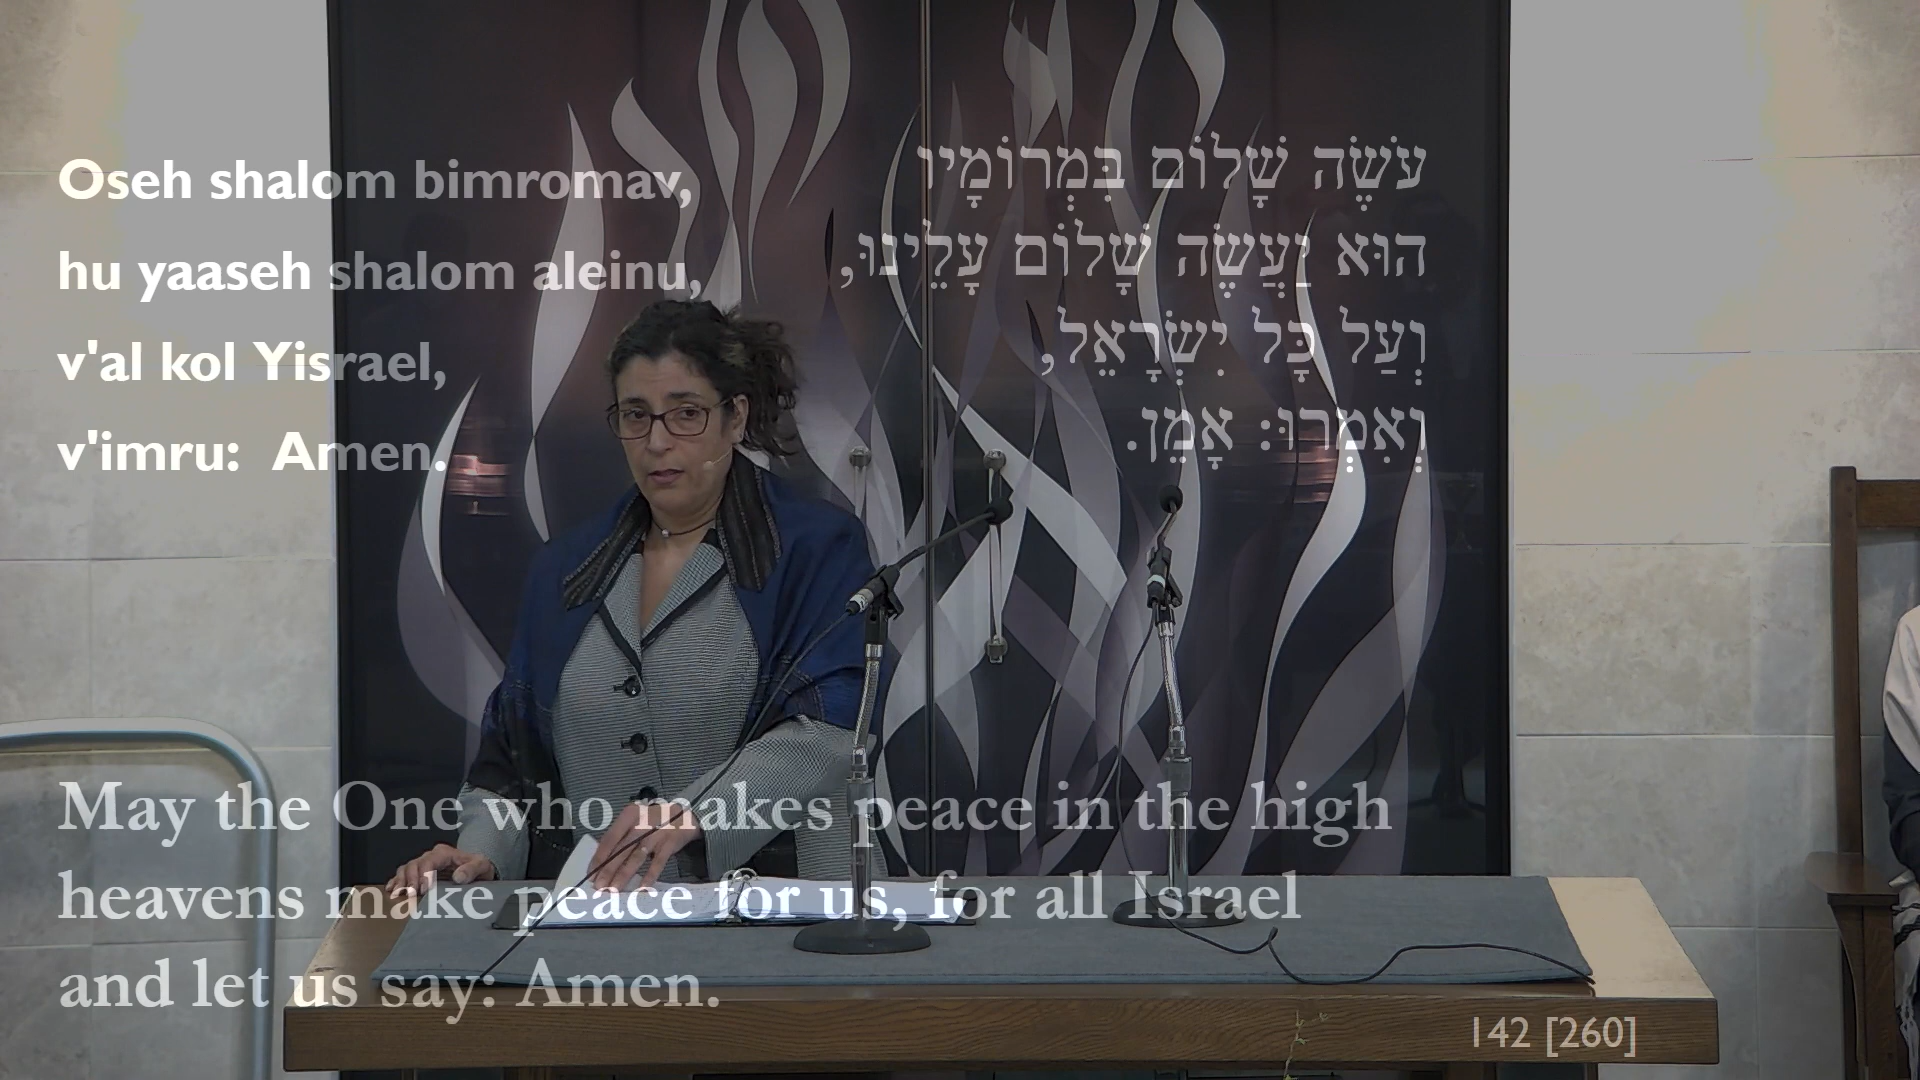 Oseh shalom bimromav,
hu yaaseh shalom aleinu,
v'al kol Yisrael,
v'imru:  Amen.
עֹשֶׂה שָׁלוֹם בִּמְרוֹמָיו
הוּא יַעֲשֶׂה שָׁלוֹם עָלֵינוּ,
וְעַל כָּל יִשְׂרָאֵל,
וְאִמְרוּ: אָמֵן.
May the One who makes peace in the high
heavens make peace for us, for all Israel
and let us say: Amen.
142 [260]